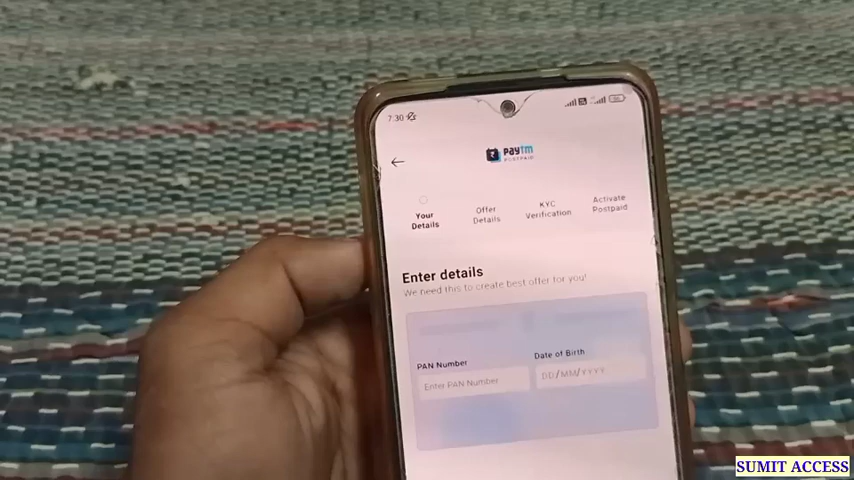 7:30
paytm
POSTPAID
Your Details
Offer Details
KYC Verification
Activate Postpaid
Enter details
We need this to create best offer for you!
PAN Number
Date of Birth
Enter PAN Number
DD/MM/YYYY
SUMIT ACCESS